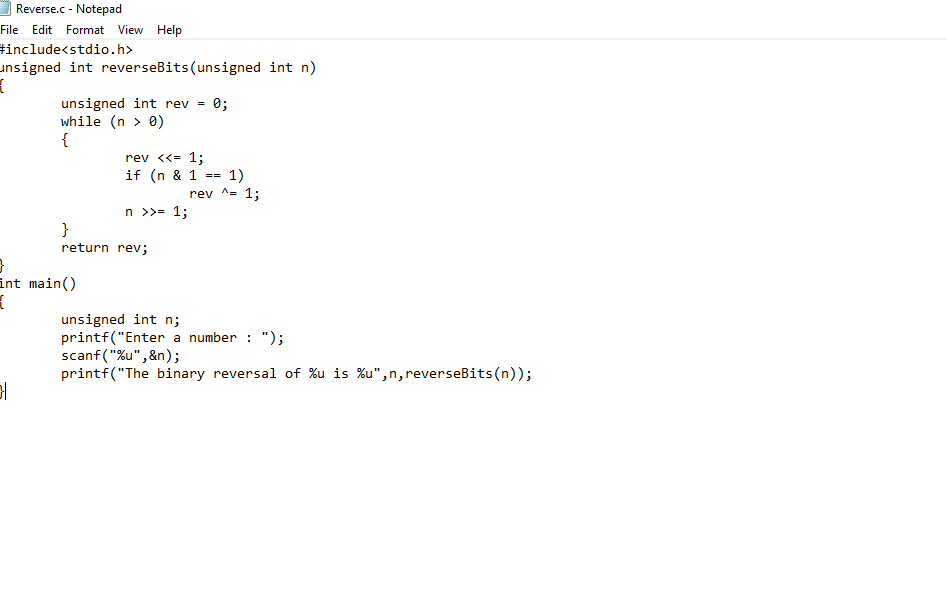 Reverse.c - Notepad
File Edit Format View Help
#include<stdio.h>
unsigned int reverseBits(unsigned int n)
{
unsigned int rev = 0;
while (n > 0)
{
rev <<= 1;
if (n & 1 == 1)
rev ^= 1;
n >>= 1;
}
return rev;
}
int main()
{
unsigned int n;
printf("Enter a number : ");
scanf("%u",&n);
printf("The binary reversal of %u is %u",n,reverseBits(n));
}